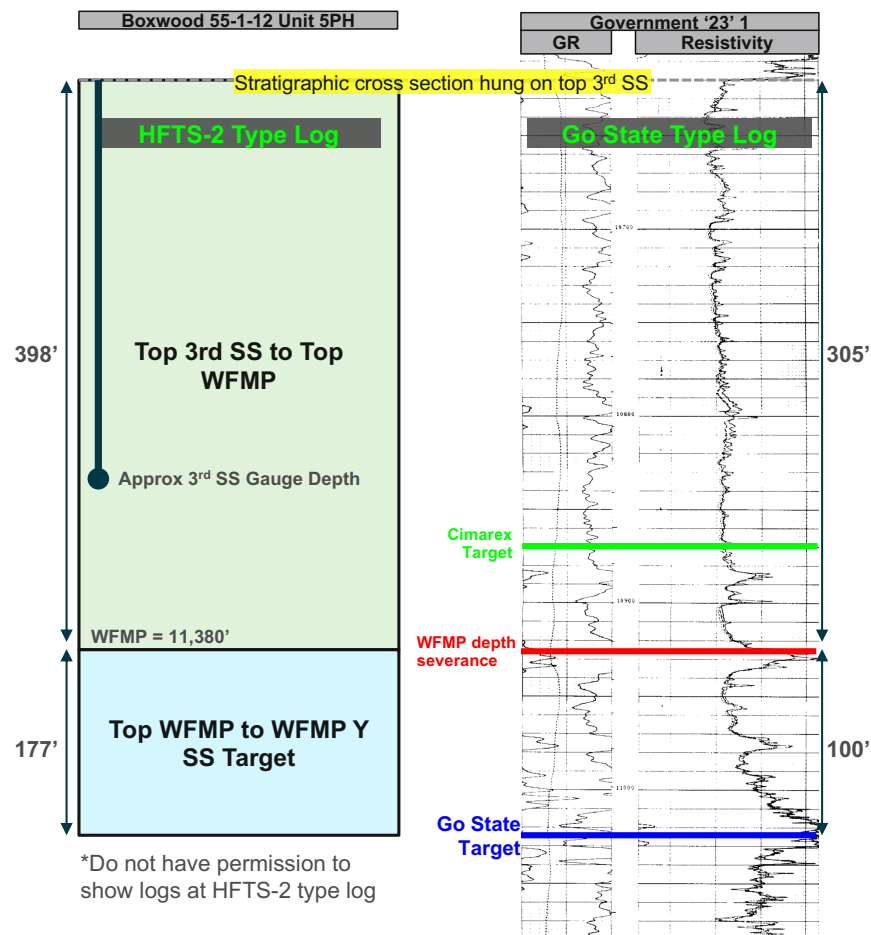 Boxwood 55-1-12 Unit 5PH
Government ‘23’ 1
GR
Resistivity
Stratigraphic cross section hung on top 3rd SS
HFTS-2 Type Log
Go State Type Log
10700
398’
Top 3rd SS to Top
WFMP
305’
10800
Approx 3rd SS Gauge Depth
Cimarex
Target
10900
WFMP = 11,380’
WFMP depth
severance
177’
Top WFMP to WFMP Y
SS Target
100’
11000
Go State
Target
*Do not have permission to
show logs at HFTS-2 type log